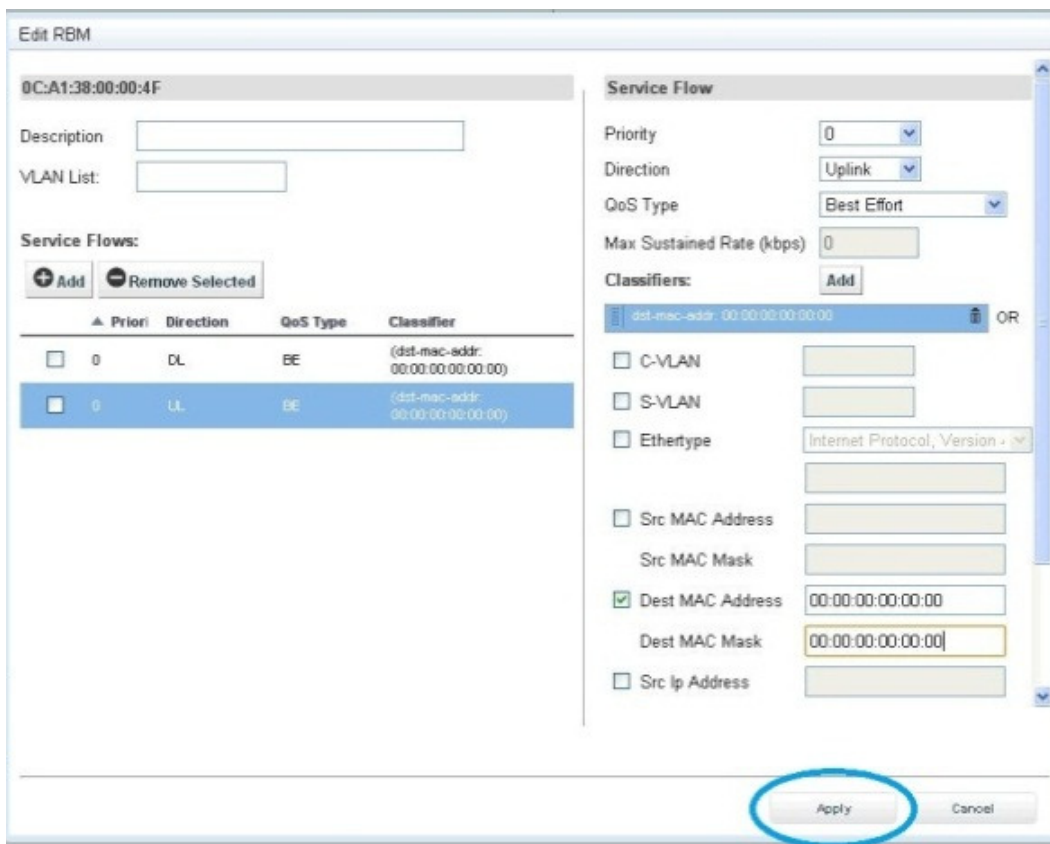 Edit RBM
0C:A1:38:00:00:4F
Description
VLAN List:
Service Flows:
Add Remove Selected
Priori Direction QoS Type Classifier
0 DL BE (dst-mac-addr:
00:00:00:00:00:00)
0 UL BE (dst-mac-addr:
00:00:00:00:00:00)
Service Flow
Priority 0
Direction Uplink
QoS Type Best Effort
Max Sustained Rate (kbps) 0
Classifiers: Add
dst-mac-addr: 00:00:00:00:00:00 OR
C-VLAN
S-VLAN
Ethertype Internet Protocol, Version
Src MAC Address
Src MAC Mask
Dest MAC Address 00:00:00:00:00:00
Dest MAC Mask 00:00:00:00:00:00
Src Ip Address
Apply Cancel